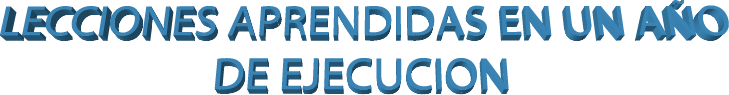 LECCIONES APRENDIDAS EN UN AÑO
DE EJECUCION